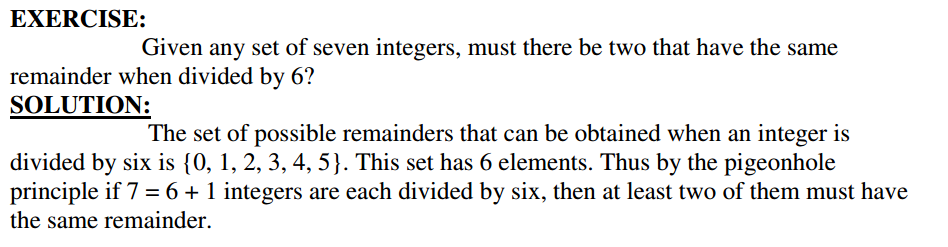 EXERCISE:
Given any set of seven integers, must there be two that have the same
remainder when divided by 6?
SOLUTION:
The set of possible remainders that can be obtained when an integer is
divided by six is {0, 1, 2, 3, 4, 5}. This set has 6 elements. Thus by the pigeonhole
principle if 7 = 6 + 1 integers are each divided by six, then at least two of them must have
the same remainder.